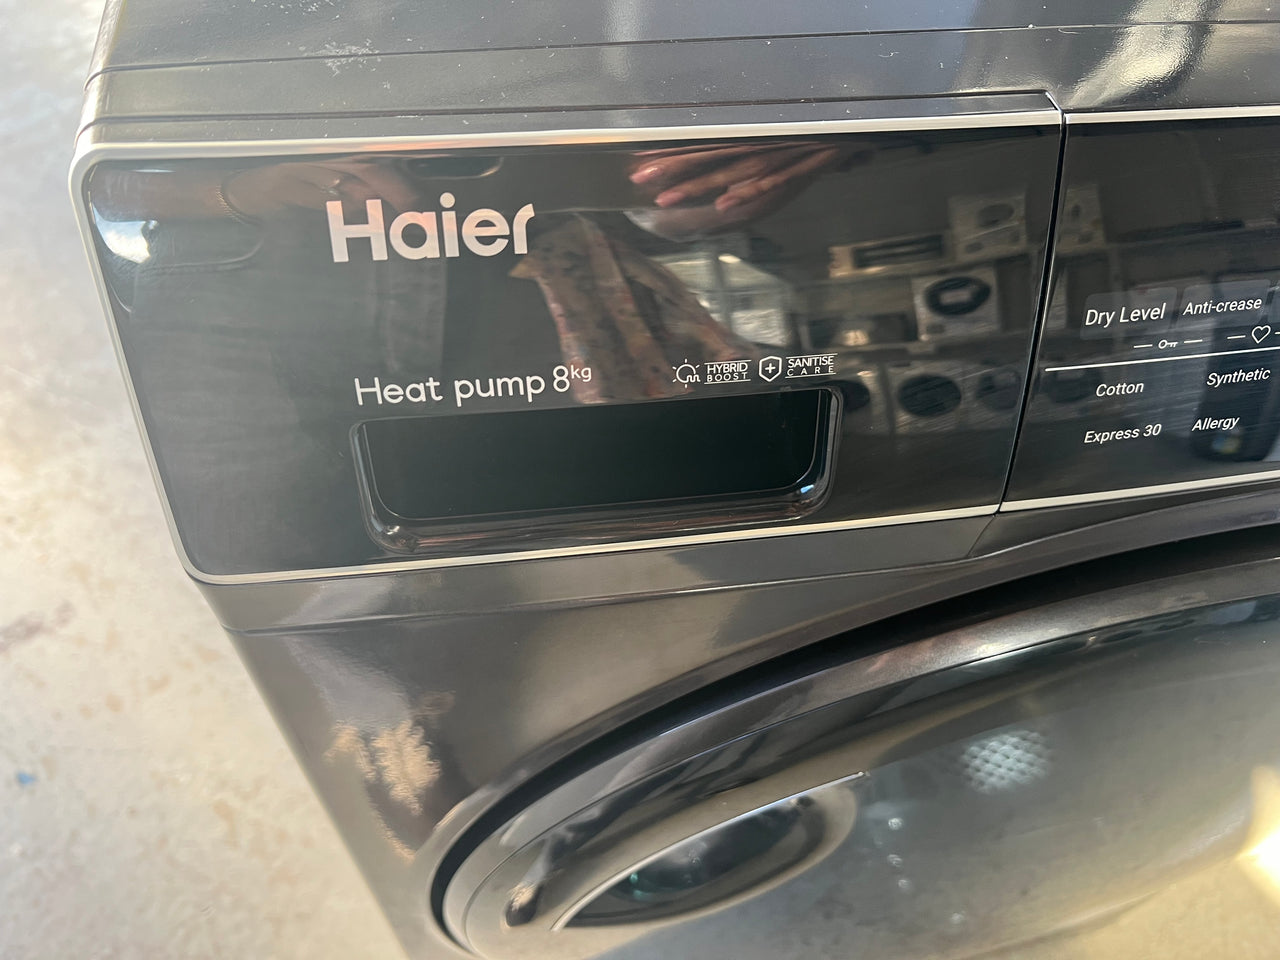 Haier
Heat pump 8kg
HYBRID
BOOST
SANITISE
CARE
Dry Level Anti-crease
Cotton Synthetic
Express 30 Allergy